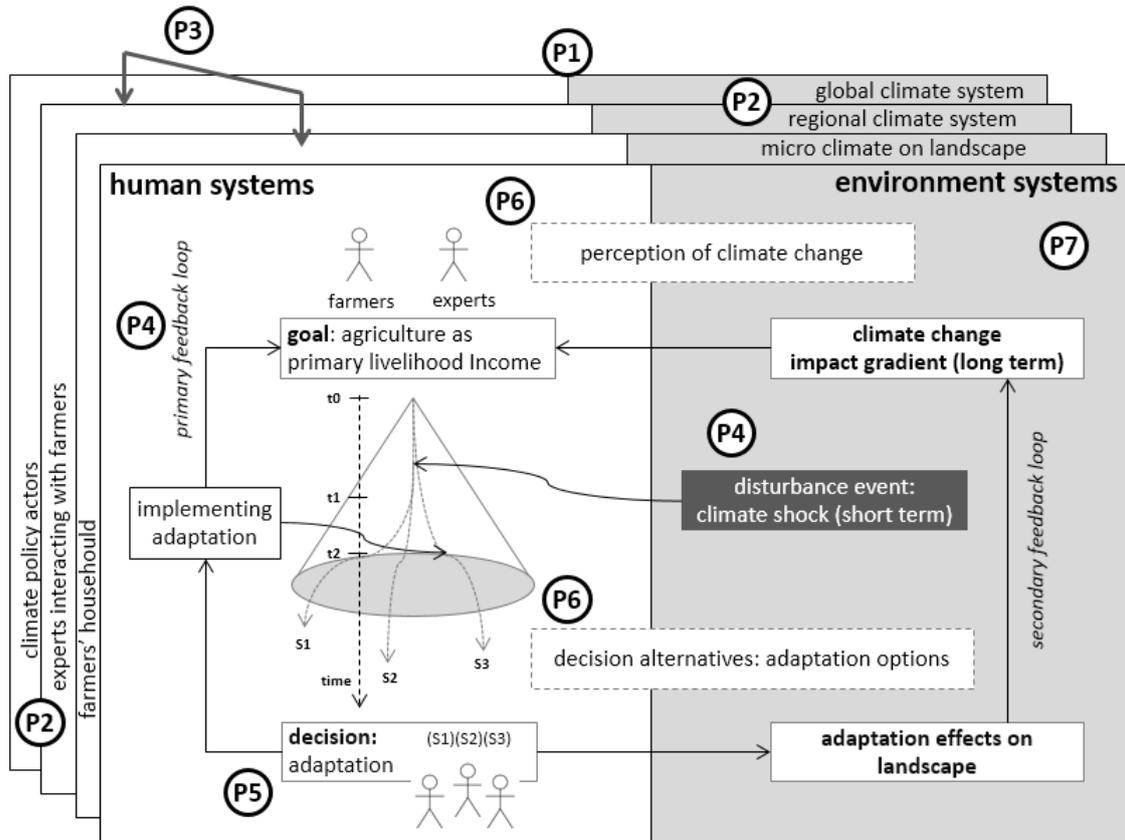 P3
P1
global climate system
P2
regional climate system
micro climate on landscape
human systems
environment systems
P6
P7
perception of climate change
farmers
experts
P4
primary feedback loop
goal: agriculture as
primary livelihood Income
climate change
impact gradient (long term)
t0
P4
disturbance event:
climate shock (short term)
secondary feedback loop
t1
implementing
adaptation
t2
climate policy actors
experts interacting with farmers
farmers' househould
P6
S1
S2
S3
decision alternatives: adaptation options
time
P2
decision:
(S1)(S2)(S3)
adaptation
adaptation effects on
landscape
P5